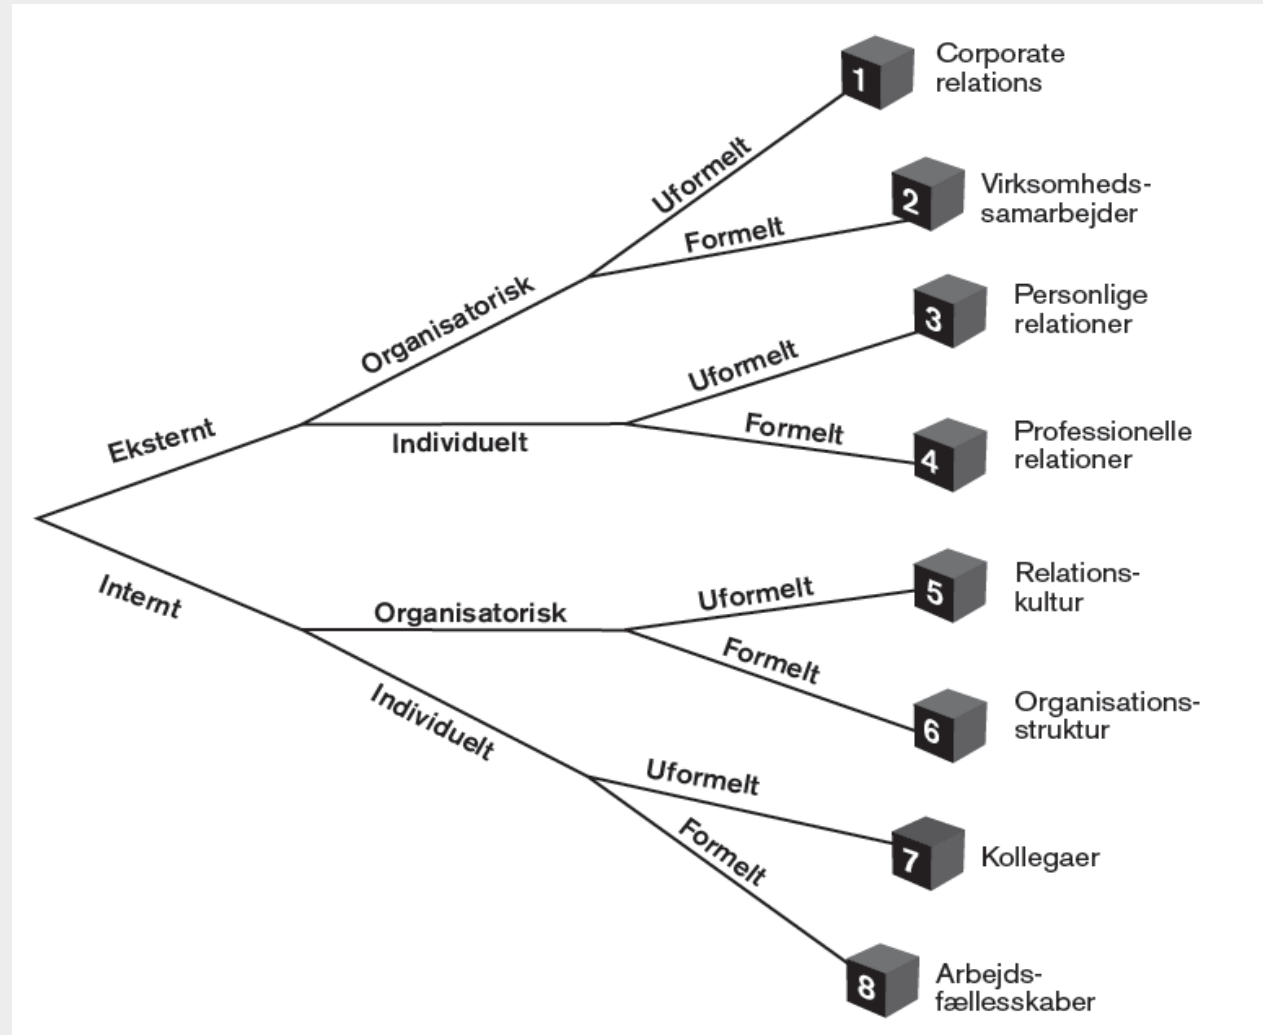 1
Corporate
relations
Uformelt
2
Virksomheds-
samarbejder
Formelt
Organisatorisk
3
Personlige
relationer
Uformelt
Eksternt
Individuelt
Formelt
4
Professionelle
relationer
Internt
Organisatorisk
Uformelt
5
Relations-
kultur
Formelt
6
Organisations-
struktur
Individuelt
Uformelt
7
Kollegaer
Formelt
8
Arbejds-
fællesskaber